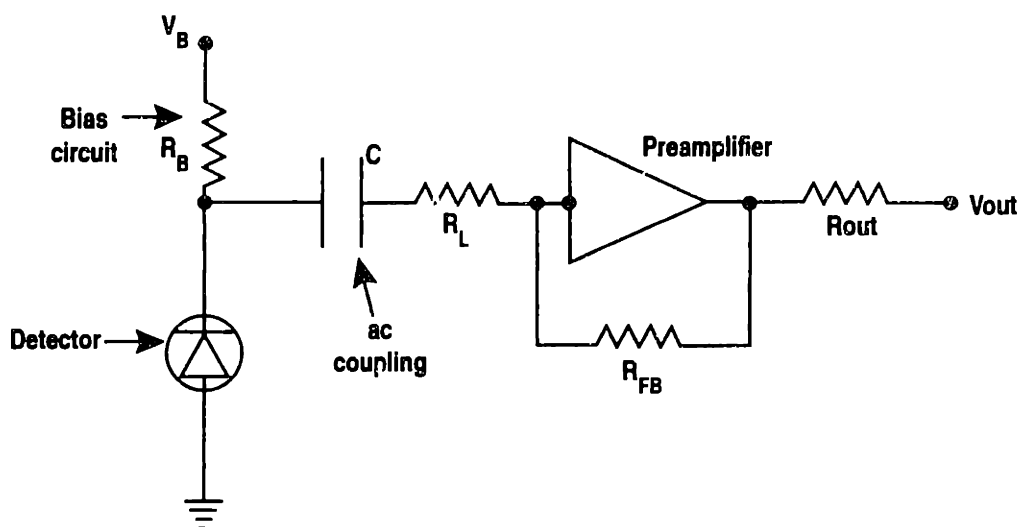 V_B
Bias
circuit
R_B
C
R_L
Preamplifier
Rout
Vout
Detector
ac
coupling
R_FB